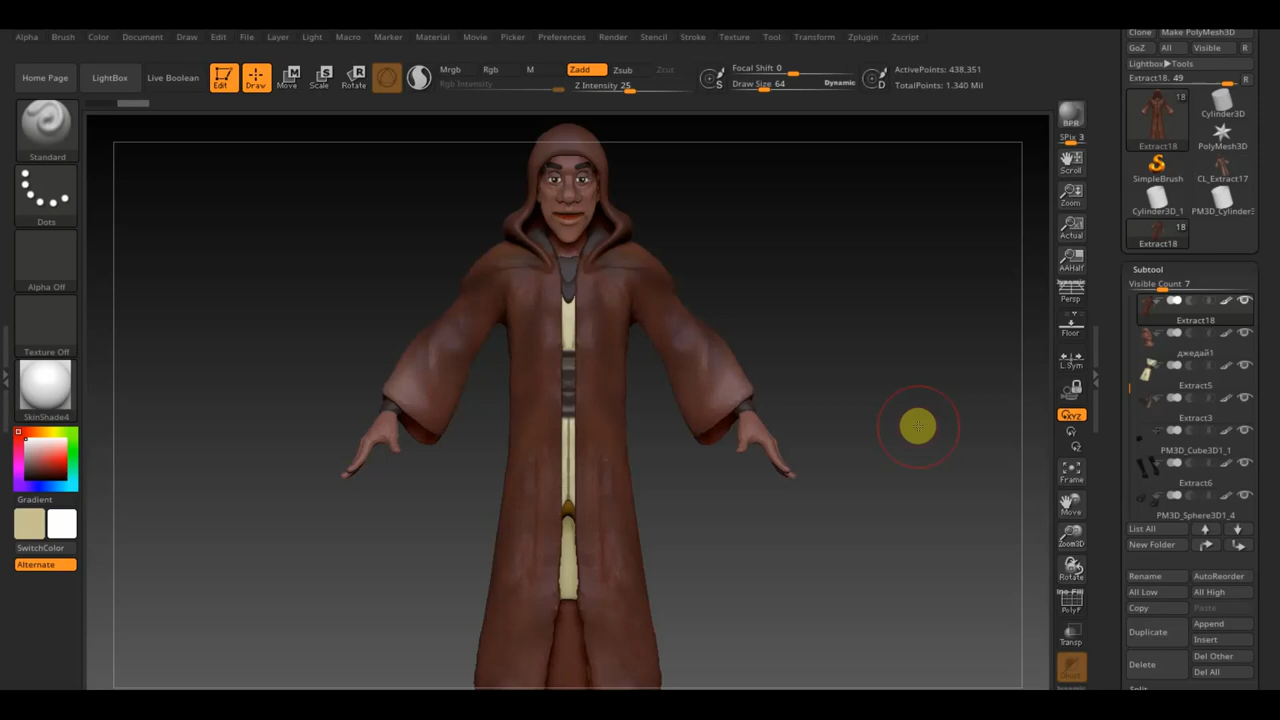 Alpha Brush Color Document Draw Edit File Layer Light Macro Marker Material Movie Picker Preferences Render Stencil Stroke Texture Tool Transform Zplugin Zscript
Home Page LightBox Live Boolean Edit Draw Move Scale Rotate
Mrgb Rgb M Zadd Zsub Zcut
Rgb Intensity Z Intensity 25
Focal Shift 0
Draw Size 64 Dynamic
ActivePoints: 438,351
TotalPoints: 1.340 Mil
S
D
Standard
Dots
Alpha Off
Texture Off
SkinShade4
Gradient
SwitchColor
Alternate
BPR
SPix 3
Scroll
Zoom
Actual
AAHalf
Dynamic
Persp
Floor
L.Sym
XYZ
Y
Z
Frame
Move
Zoom3D
Rotate
PolyF
Transp
Dynamic
Clone Make PolyMesh3D
GoZ All Visible R
Lightbox▶Tools
Extract18. 49 R
18
Extract18
Cylinder3D
PolyMesh3D
SimpleBrush CL_Extract17
Cylinder3D_1 PM3D_Cylinder3
18
Extract18
Subtool
Visible Count 7
Extract18
джедай1
Extract5
Extract3
PM3D_Cube3D1_1
Extract6
PM3D_Sphere3D1_4
List All
New Folder
Rename AutoReorder
All Low All High
Copy Paste
Duplicate Append
Insert
Delete Del Other
Del All
Split